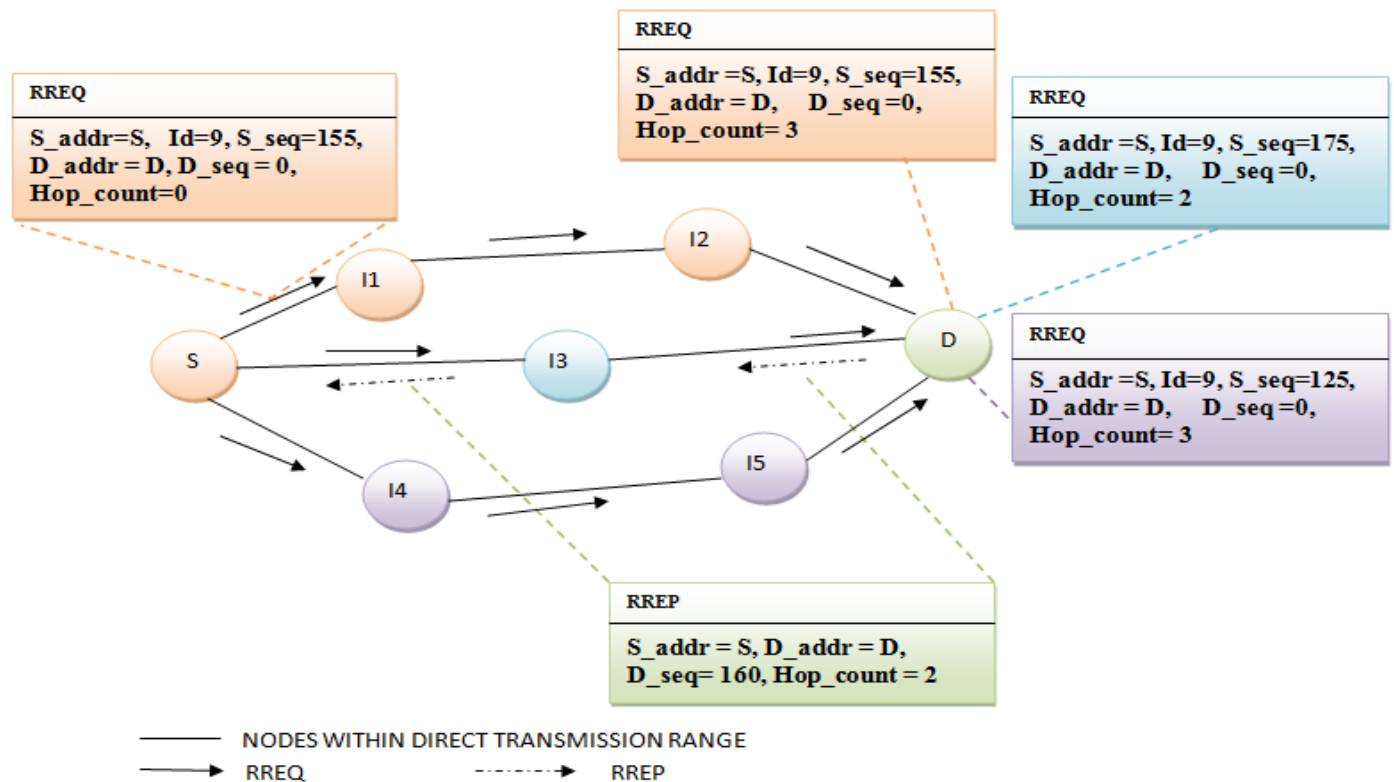 RREQ
S_addr=S, Id=9, S_seq=155,
D_addr = D, D_seq = 0,
Hop_count=0
RREQ
S_addr =S, Id=9, S_seq=155,
D_addr = D, D_seq =0,
Hop_count= 3
RREQ
S_addr =S, Id=9, S_seq=175,
D_addr = D, D_seq =0,
Hop_count= 2
I1
I2
S
I3
D
RREQ
S_addr =S, Id=9, S_seq=125,
D_addr = D, D_seq =0,
Hop_count= 3
I4
I5
RREP
S_addr = S, D_addr = D,
D_seq= 160, Hop_count = 2
NODES WITHIN DIRECT TRANSMISSION RANGE
RREQ
RREP